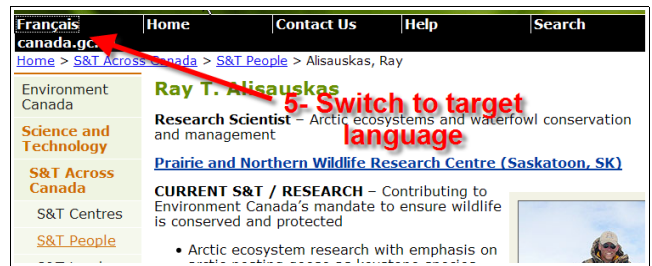 Français Home Contact Us Help Search
canada.gc.
Home > S&T Across Canada > S&T People > Alisauskas, Ray
Environment
Canada
Science and
Technology
S&T Across
Canada
S&T Centres
S&T People
Ray T. Alisauskas
5- Switch to target
language
Research Scientist – Arctic ecosystems and waterfowl conservation
and management
Prairie and Northern Wildlife Research Centre (Saskatoon, SK)
CURRENT S&T / RESEARCH – Contributing to
Environment Canada's mandate to ensure wildlife
is conserved and protected
• Arctic ecosystem research with emphasis on